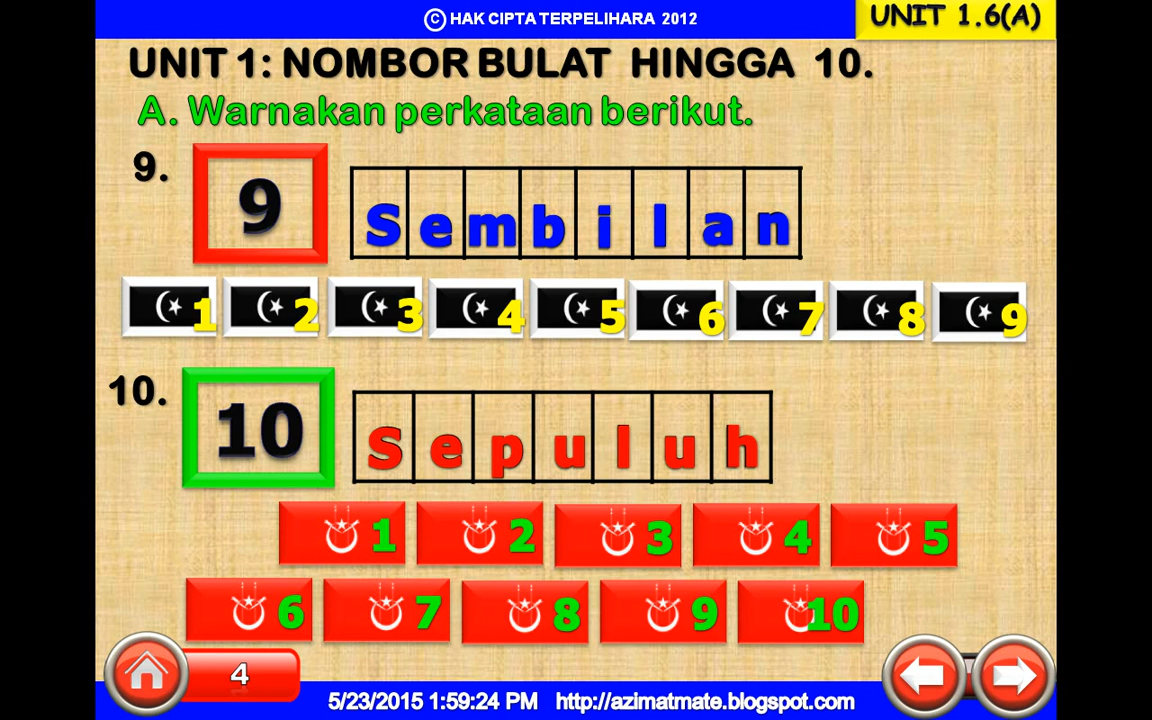 © HAK CIPTA TERPELIHARA 2012
UNIT 1.6(A)
UNIT 1: NOMBOR BULAT HINGGA 10.
A. Warnakan perkataan berikut.
9. 9 Sembilan
1 2 3 4 5 6 7 8 9
10. 10 Sepuluh
1 2 3 4 5
6 7 8 9 10
4
5/23/2015 1:59:24 PM http://azimatmate.blogspot.com